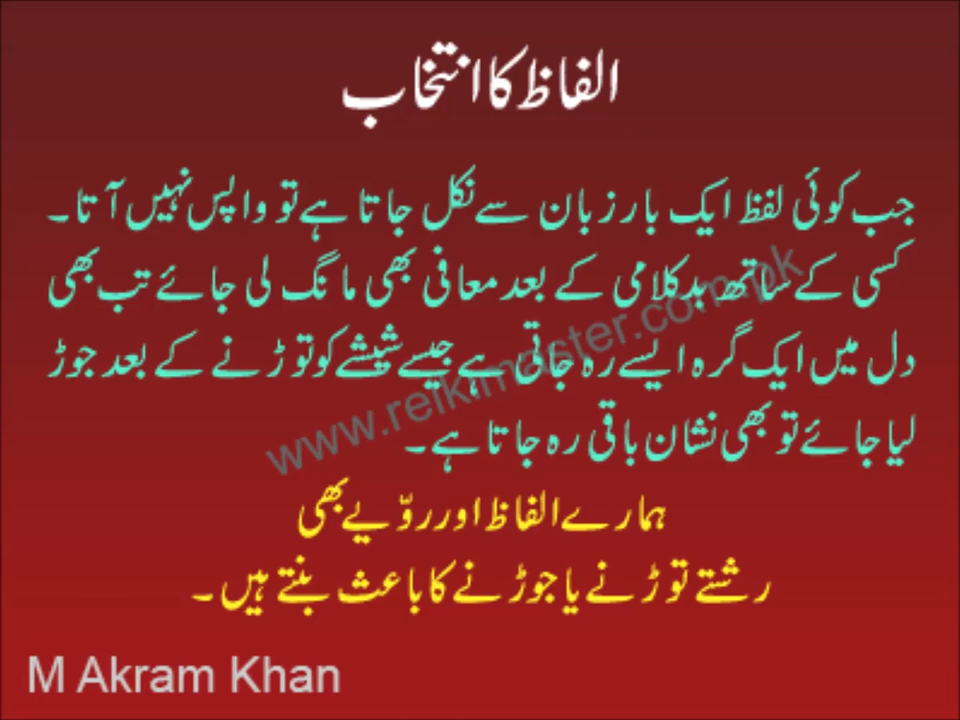 الفاظ کا انتخاب
جب کوئی لفظ ایک بار زبان سے نکل جاتا ہے تو واپس نہیں آتا۔
کسی کے ساتھ بدکلامی کے بعد معافی بھی مانگ لی جائے تب بھی
دل میں ایک گرہ ایسے رہ جاتی ہے جیسے شیشے کو توڑنے کے بعد جوڑ
لیا جائے تو بھی نشان باقی رہ جاتا ہے۔
ہمارے الفاظ اور روّیے بھی
رشتے توڑنے یا جوڑنے کا باعث بنتے ہیں۔
www.reikimaster.com.pk
M Akram Khan